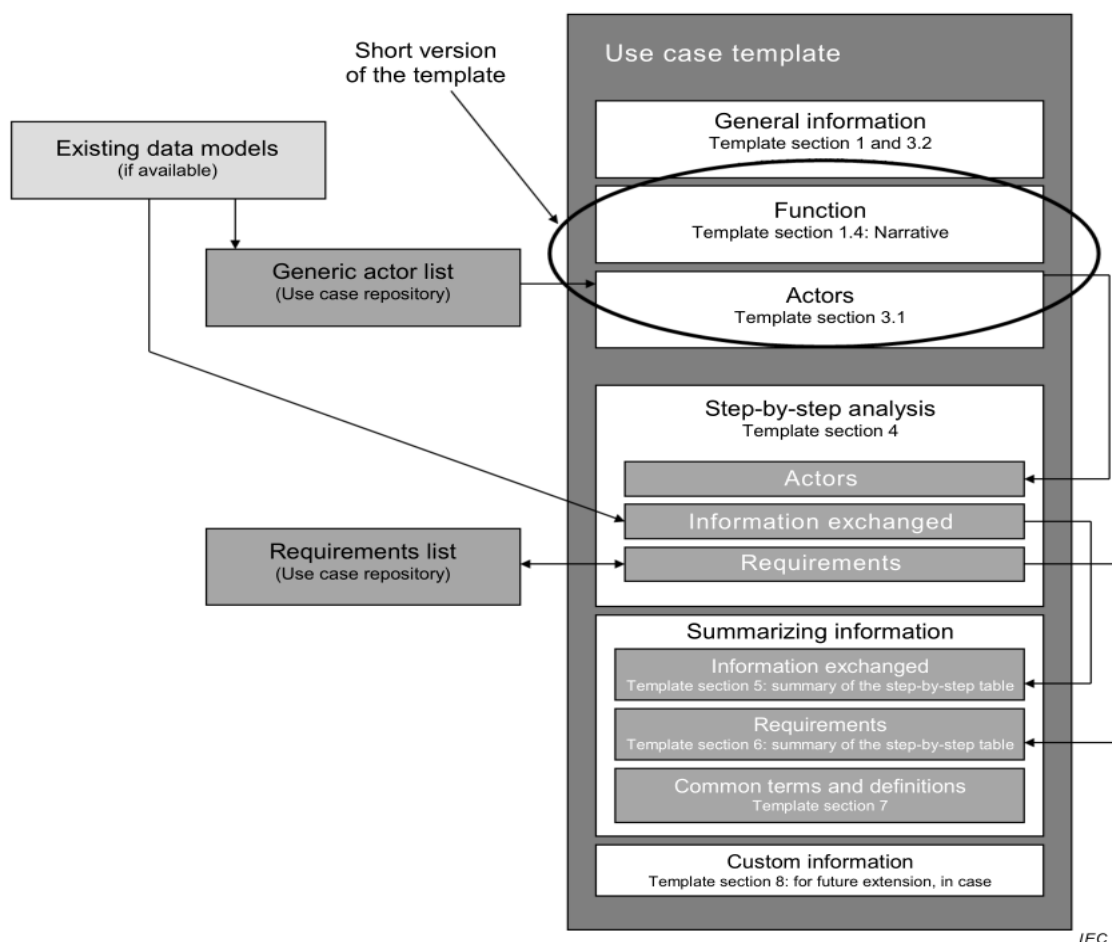 Short version
of the template
Use case template
General information
Template section 1 and 3.2
Existing data models
(if available)
Function
Template section 1.4: Narrative
Generic actor list
(Use case repository)
Actors
Template section 3.1
Step-by-step analysis
Template section 4
Actors
Information exchanged
Requirements list
(Use case repository)
Requirements
Summarizing information
Information exchanged
Template section 5: summary of the step-by-step table
Requirements
Template section 6: summary of the step-by-step table
Common terms and definitions
Template section 7
Custom information
Template section 8: for future extension, in case
IEC